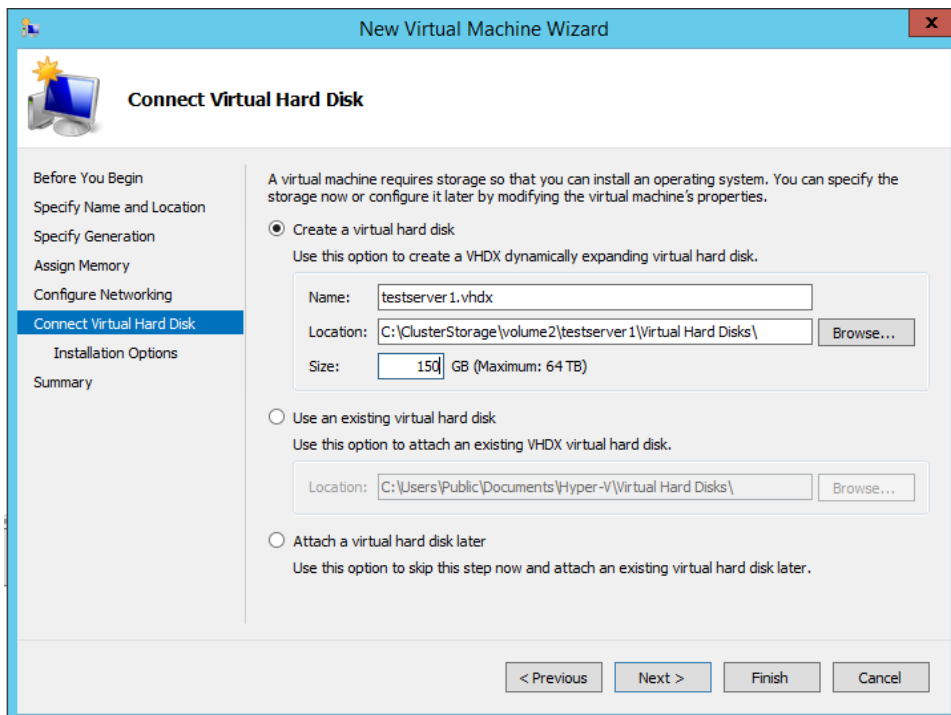 New Virtual Machine Wizard
x
Connect Virtual Hard Disk
Before You Begin
Specify Name and Location
Specify Generation
Assign Memory
Configure Networking
Connect Virtual Hard Disk
Installation Options
Summary
A virtual machine requires storage so that you can install an operating system. You can specify the
storage now or configure it later by modifying the virtual machine's properties.
Create a virtual hard disk
Use this option to create a VHDX dynamically expanding virtual hard disk.
Name: testserver1.vhdx
Location: C:\ClusterStorage\volume2\testserver1\Virtual Hard Disks\ Browse...
Size: 150 GB (Maximum: 64 TB)
Use an existing virtual hard disk
Use this option to attach an existing VHDX virtual hard disk.
Location: C:\Users\Public\Documents\Hyper-V\Virtual Hard Disks\ Browse...
Attach a virtual hard disk later
Use this option to skip this step now and attach an existing virtual hard disk later.
< Previous Next > Finish Cancel